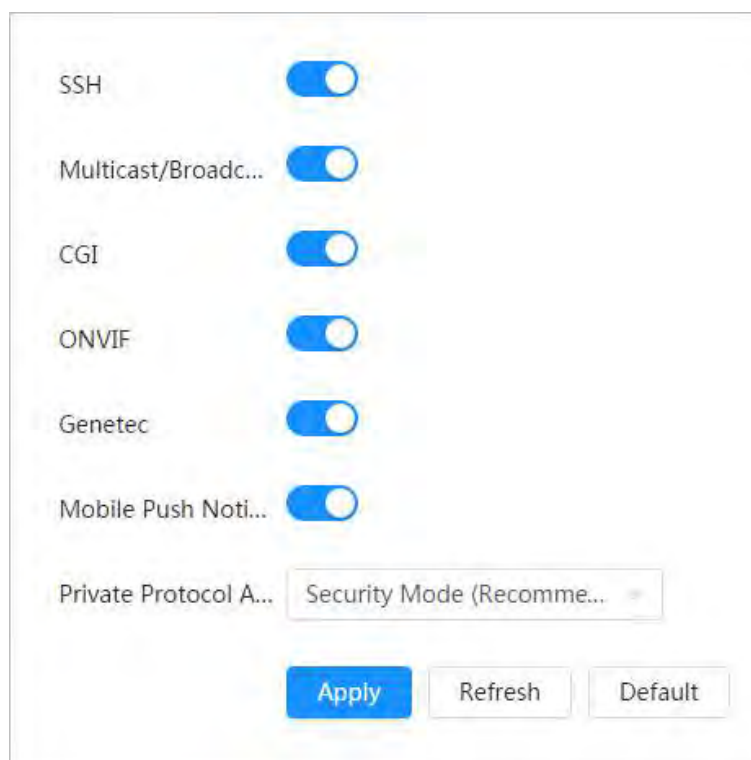 SSH
Multicast/Broadc...
CGI
ONVIF
Genetec
Mobile Push Noti...
Private Protocol A... Security Mode (Recomme...
Apply Refresh Default